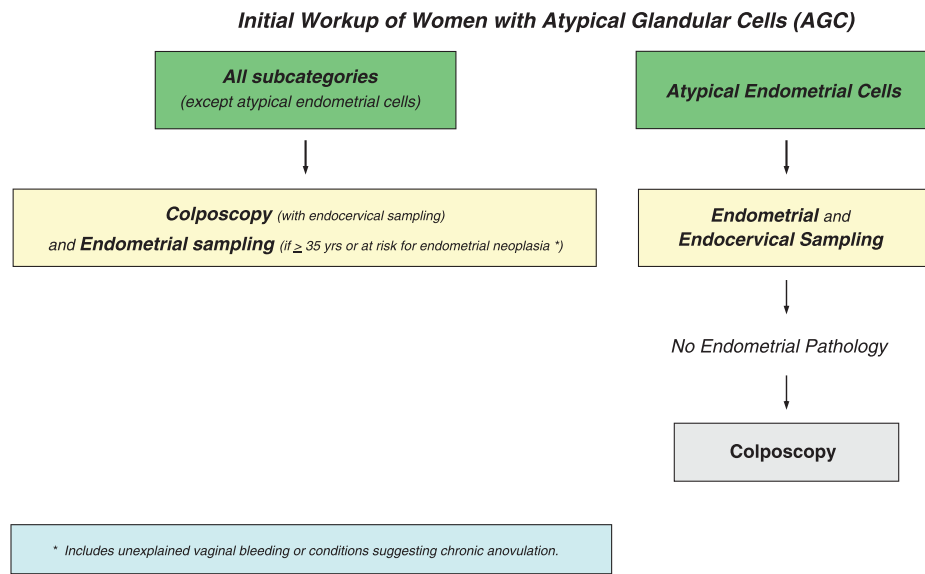 Initial Workup of Women with Atypical Glandular Cells (AGC)
All subcategories
(except atypical endometrial cells)
Colposcopy (with endocervical sampling)
and Endometrial sampling (if ≥ 35 yrs or at risk for endometrial neoplasia *)
Atypical Endometrial Cells
Endometrial and
Endocervical Sampling
No Endometrial Pathology
Colposcopy
* Includes unexplained vaginal bleeding or conditions suggesting chronic anovulation.